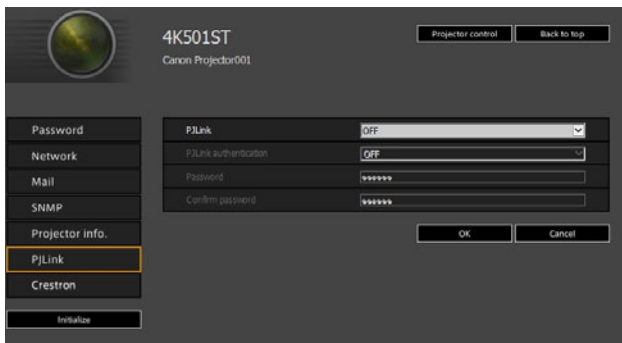 4K501ST
Canon Projector001
Projector control
Back to top
Password
Network
Mail
SNMP
Projector info.
PJLink
Crestron
Initialize
PJLink OFF
PJLink authentication OFF
Password ●●●●●●
Confirm password ●●●●●●
OK
Cancel